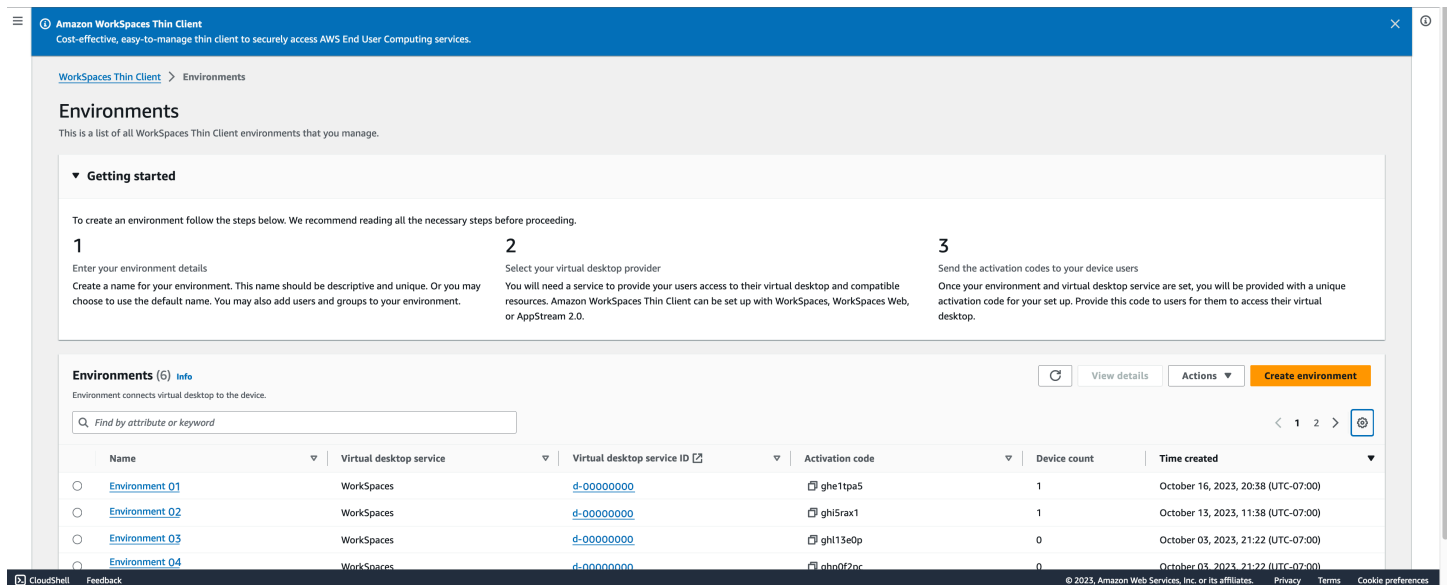 Amazon WorkSpaces Thin Client
Cost-effective, easy-to-manage thin client to securely access AWS End User Computing services.
WorkSpaces Thin Client > Environments
Environments
This is a list of all WorkSpaces Thin Client environments that you manage.
Getting started
To create an environment follow the steps below. We recommend reading all the necessary steps before proceeding.
1
Enter your environment details
Create a name for your environment. This name should be descriptive and unique. Or you may
choose to use the default name. You may also add users and groups to your environment.
2
Select your virtual desktop provider
You will need a service to provide your users access to their virtual desktop and compatible
resources. Amazon WorkSpaces Thin Client can be set up with WorkSpaces, WorkSpaces Web,
or AppStream 2.0.
3
Send the activation codes to your device users
Once your environment and virtual desktop service are set, you will be provided with a unique
activation code for your set up. Provide this code to users for them to access their virtual
desktop.
Environments (6) Info
View details Actions Create environment
Environment connects virtual desktop to the device.
Find by attribute or keyword
1 2
Name Virtual desktop service Virtual desktop service ID Activation code Device count Time created
Environment 01 WorkSpaces d-00000000 ghe1tpa5 1 October 16, 2023, 20:38 (UTC-07:00)
Environment 02 WorkSpaces d-00000000 ghi5rax1 1 October 13, 2023, 11:38 (UTC-07:00)
Environment 03 WorkSpaces d-00000000 ghl13e0p 0 October 03, 2023, 21:22 (UTC-07:00)
Environment 04 WorkSpaces d-00000000 0 October 03, 2023, 21:22 (UTC-07:00)
CloudShell Feedback © 2023, Amazon Web Services, Inc. or its affiliates. Privacy Terms Cookie preferences